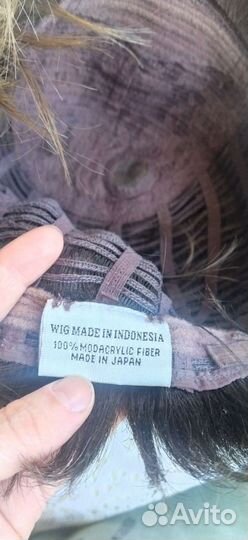 WIG MADE IN INDONESIA
100% MODACRYLIC FIBER
MADE IN JAPAN
Avito